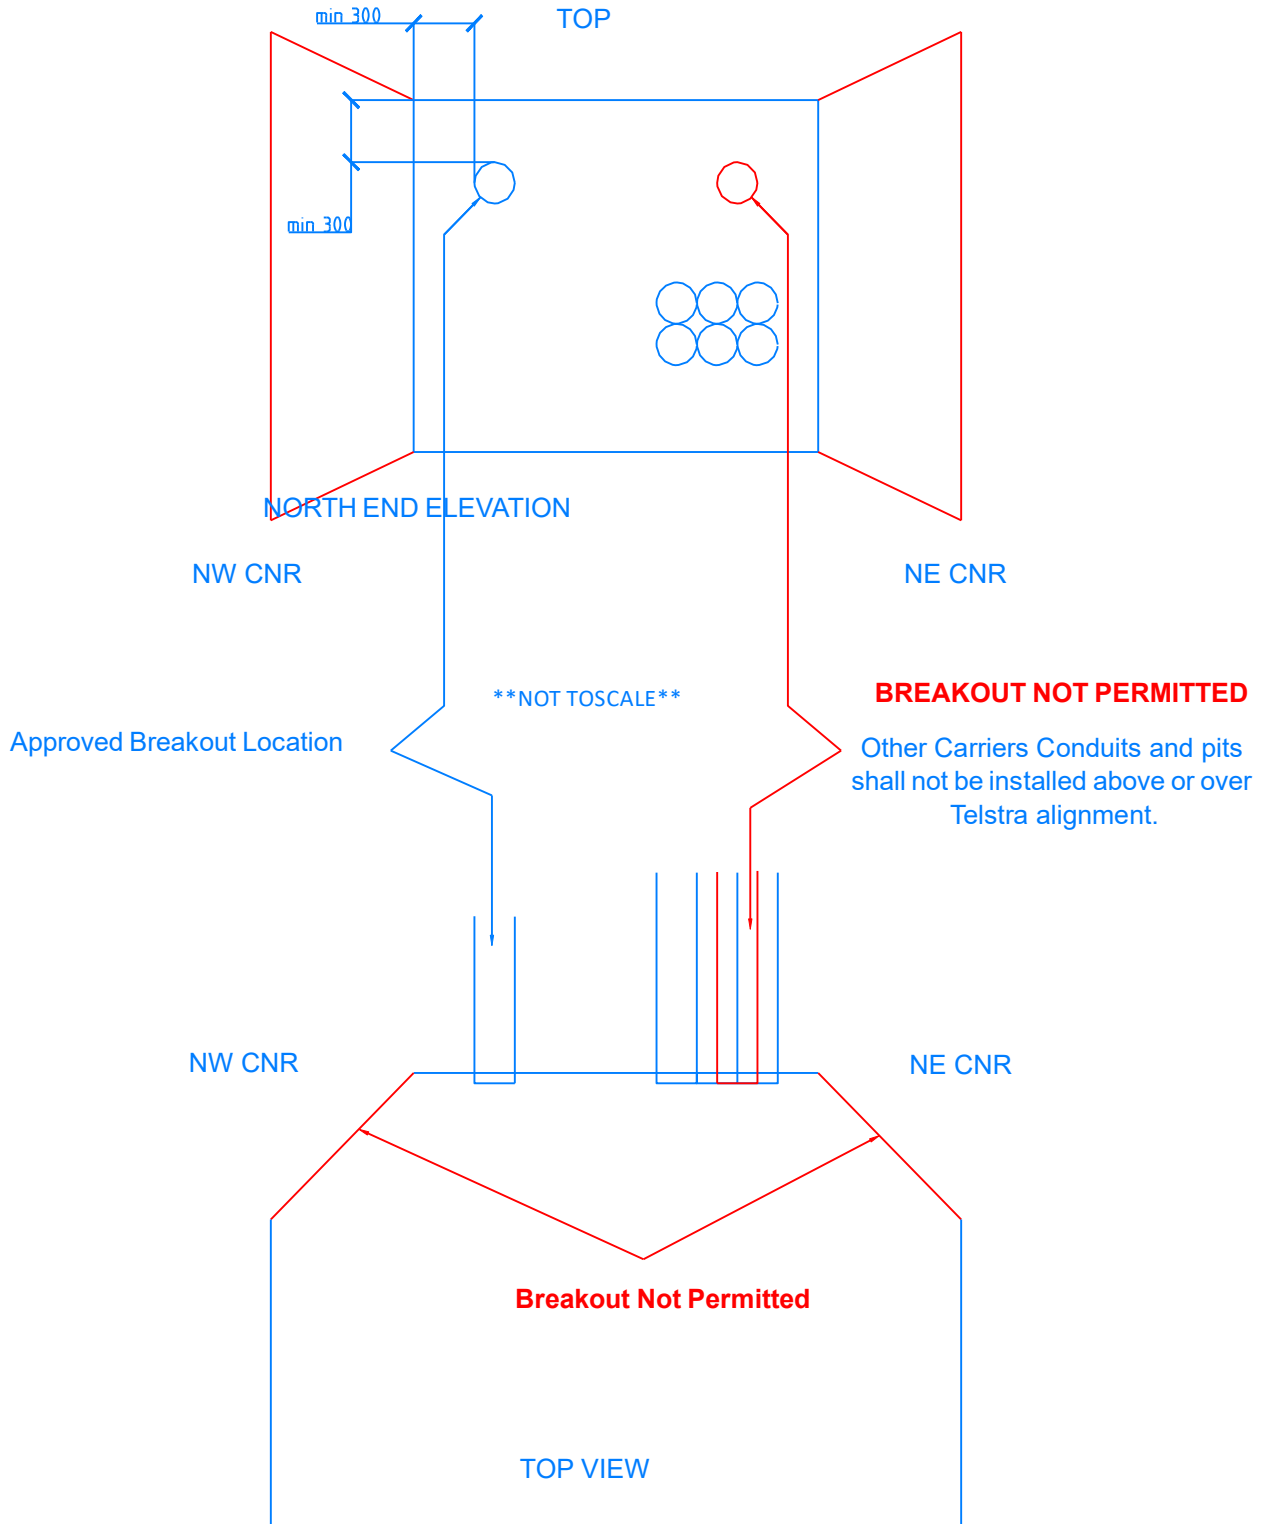 min 300
TOP
min 300
NORTH END ELEVATION
NW CNR
NE CNR
**NOT TOSCALE**
BREAKOUT NOT PERMITTED
Approved Breakout Location
Other Carriers Conduits and pits
shall not be installed above or over
Telstra alignment.
NW CNR
NE CNR
Breakout Not Permitted
TOP VIEW